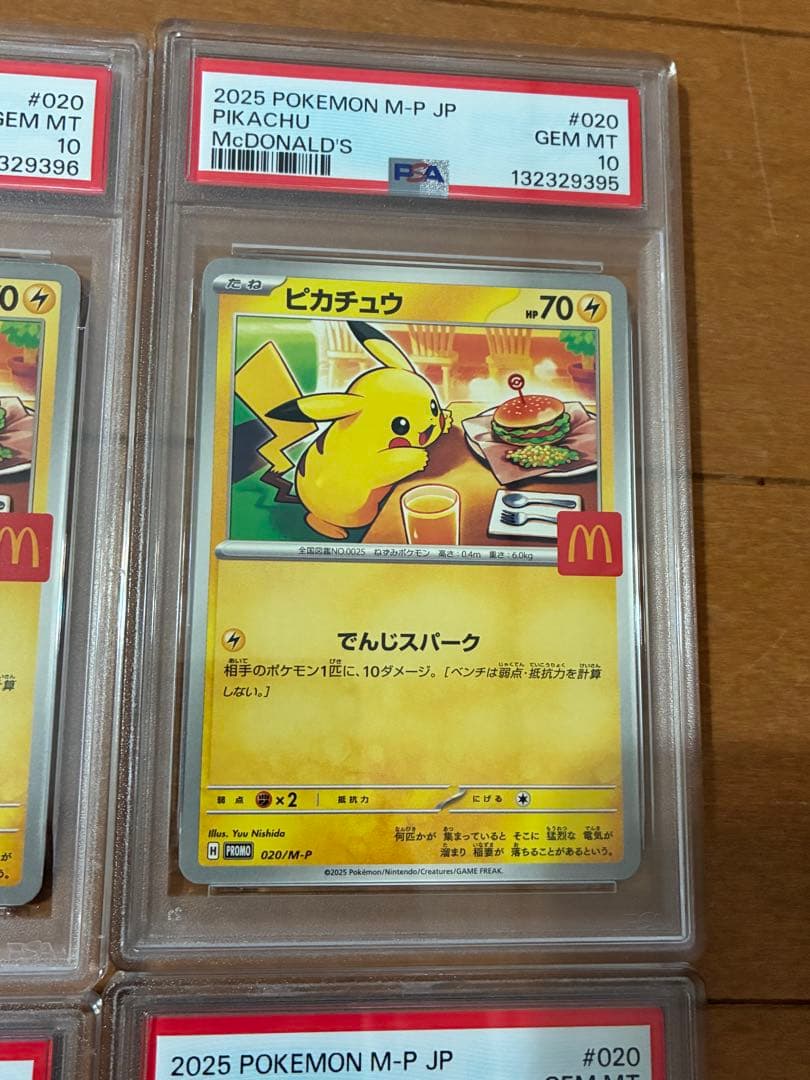 #020
GEM MT
10
132329396
2025 POKEMON M-P JP
#020
PIKACHU
GEM MT
McDONALD'S
10
PSA
132329395
たね
ピカチュウ
HP70
全国図鑑NO.0025 ねずみポケモン 高さ:0.4m 重さ:6.0kg
でんじスパーク
相手のポケモン1匹に、10ダメージ。[ベンチは弱点・抵抗力を計算
しない。]
弱点 ×2 抵抗力 にげる
Illus. Yuu Nishida
何匹かが 集まっていると そこに 猛烈な 電気が
溜まり 稲妻が 落ちることがあるという。
H PROMO 020/M-P
©2025 Pokémon/Nintendo/Creatures/GAME FREAK.
2025 POKEMON M-P JP
#020
GEM MT